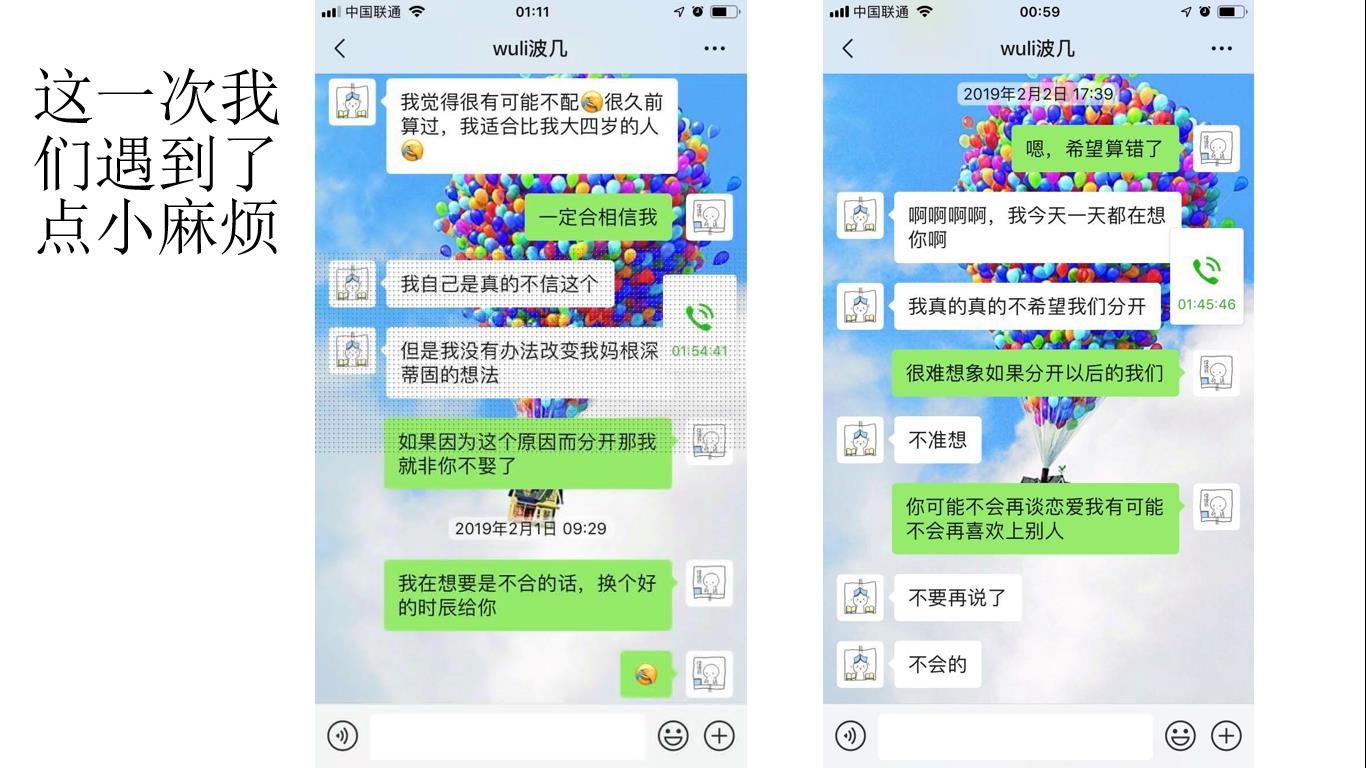 这一次我
们遇到了
点小麻烦
中国联通
01:11
wuli波几
我觉得很有可能不配很久前
算过，我适合比我大四岁的人
一定合相信我
我自己是真的不信这个
01:54:41
但是我没有办法改变我妈根深
蒂固的想法
如果因为这个原因而分开那我
就非你不娶了
2019年2月1日 09:29
我在想要是不合的话，换个好
的时辰给你
中国联通
00:59
wuli波几
2019年2月2日 17:39
嗯，希望算错了
啊啊啊啊，我今天一天都在想
你啊
我真的真的不希望我们分开
01:45:46
很难想象如果分开以后的我们
不准想
你可能不会再谈恋爱我有可能
不会再喜欢上别人
不要再说了
不会的